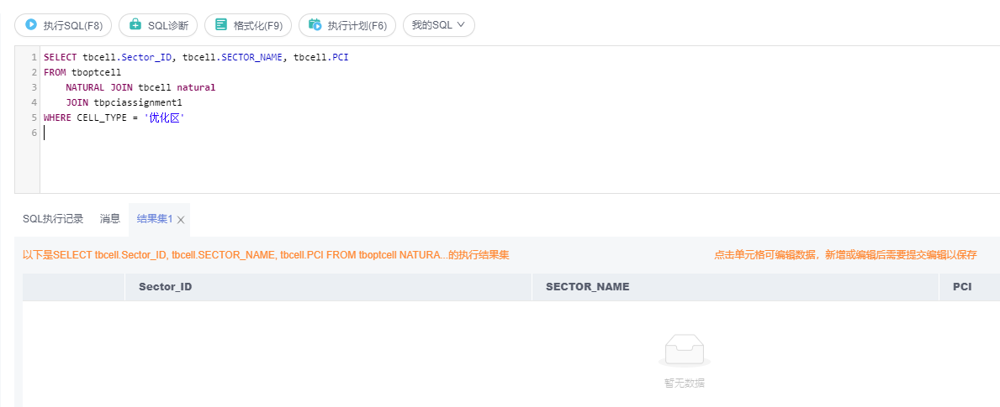 执行SQL(F8) SQL诊断 格式化(F9) 执行计划(F6) 我的SQL
1 SELECT tbcell.Sector_ID, tbcell.SECTOR_NAME, tbcell.PCI
2 FROM tboptcell
3 NATURAL JOIN tbcell natural
4 JOIN tbpciassignment1
5 WHERE CELL_TYPE = '优化区'
6
SQL执行记录 消息 结果集1
以下是SELECT tbcell.Sector_ID, tbcell.SECTOR_NAME, tbcell.PCI FROM tboptcell NATURA...的执行结果集 点击单元格可编辑数据，新增或编辑后需要提交编辑以保存
Sector_ID SECTOR_NAME PCI
暂无数据